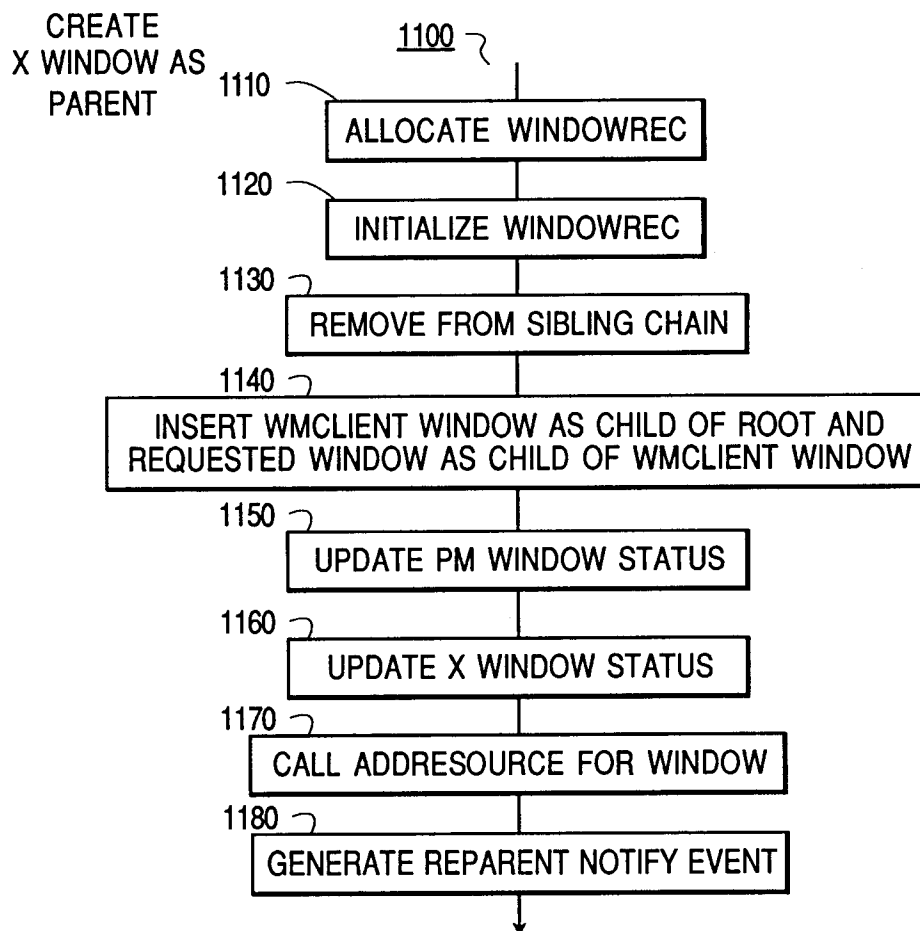 CREATE
X WINDOW AS
PARENT
1100
1110
ALLOCATE WINDOWREC
1120
INITIALIZE WINDOWREC
1130
REMOVE FROM SIBLING CHAIN
1140
INSERT WMCLIENT WINDOW AS CHILD OF ROOT AND
REQUESTED WINDOW AS CHILD OF WMCLIENT WINDOW
1150
UPDATE PM WINDOW STATUS
1160
UPDATE X WINDOW STATUS
1170
CALL ADDRESOURCE FOR WINDOW
1180
GENERATE REPARENT NOTIFY EVENT